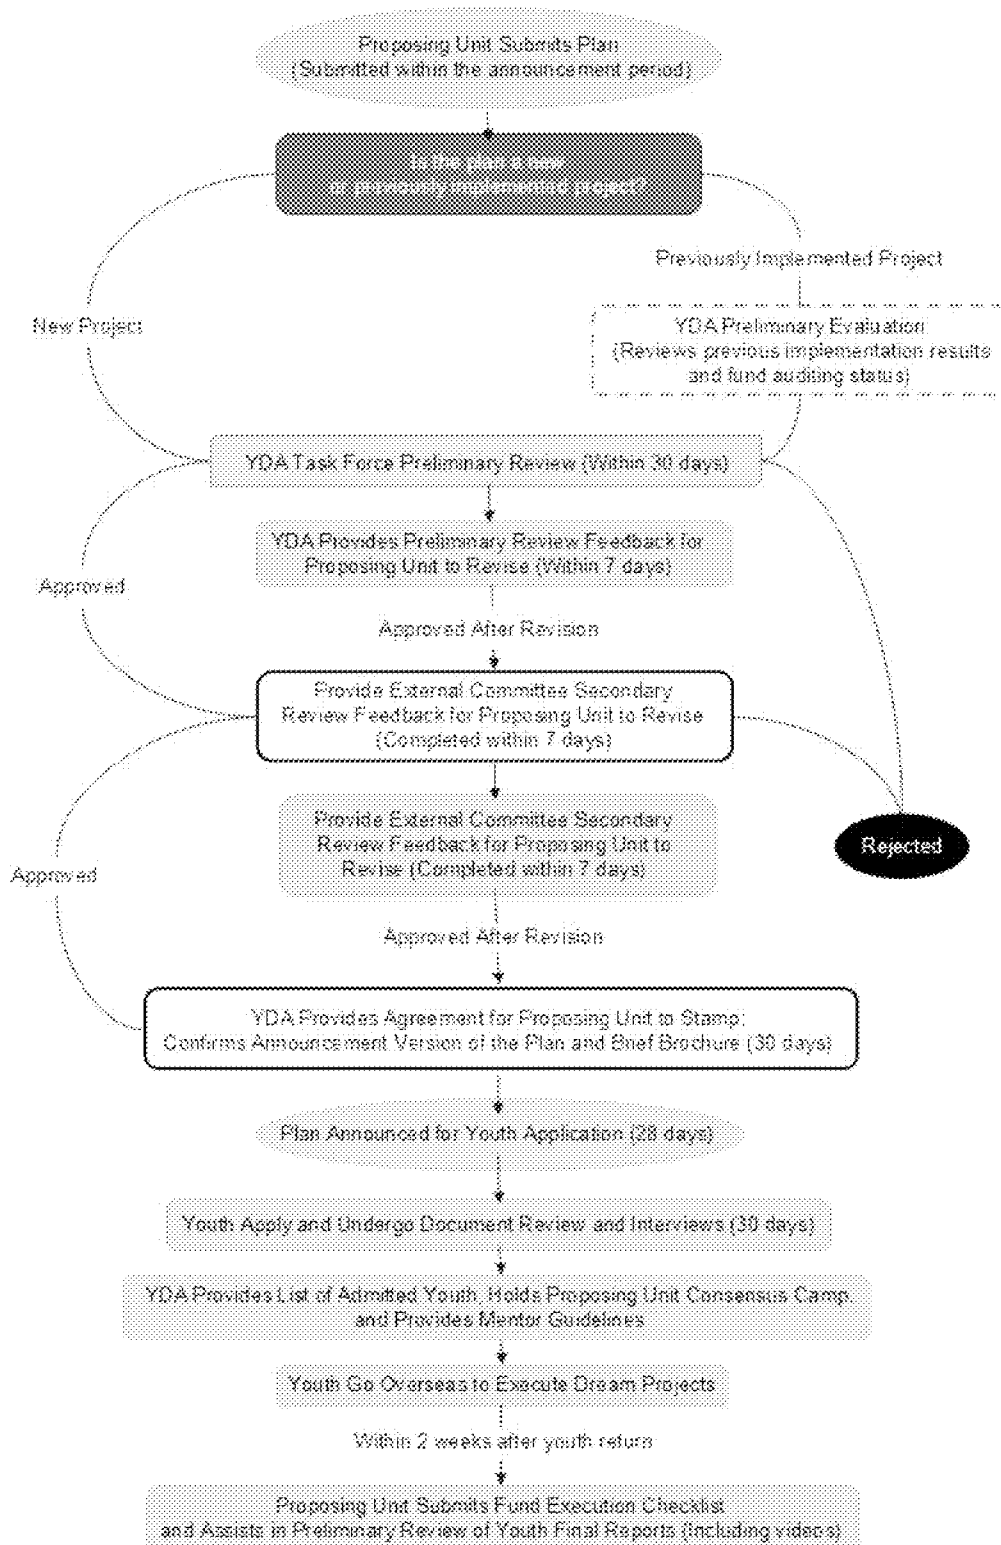 Proposing Unit Submits Plan
(Submitted within the announcement period)
Is the plan a new
or previously implemented project?
Previously Implemented Project
New Project
YDA Preliminary Evaluation
(Reviews previous implementation results
and fund auditing status)
YDA Task Force Preliminary Review (Within 30 days)
YDA Provides Preliminary Review Feedback for
Proposing Unit to Revise (Within 7 days)
Approved
Approved After Revision
Provide External Committee Secondary
Review Feedback for Proposing Unit to Revise
(Completed within 7 days)
Provide External Committee Secondary
Review Feedback for Proposing Unit to
Revise (Completed within 7 days)
Rejected
Approved
Approved After Revision
YDA Provides Agreement for Proposing Unit to Stamp;
Confirms Announcement Version of the Plan and Brief Brochure (30 days)
Plan Announced for Youth Application (28 days)
Youth Apply and Undergo Document Review and Interviews (30 days)
YDA Provides List of Admitted Youth, Holds Proposing Unit Consensus Camp,
and Provides Mentor Guidelines
Youth Go Overseas to Execute Dream Projects
Within 2 weeks after youth return
Proposing Unit Submits Fund Execution Checklist
and Assists in Preliminary Review of Youth Final Reports (Including videos)